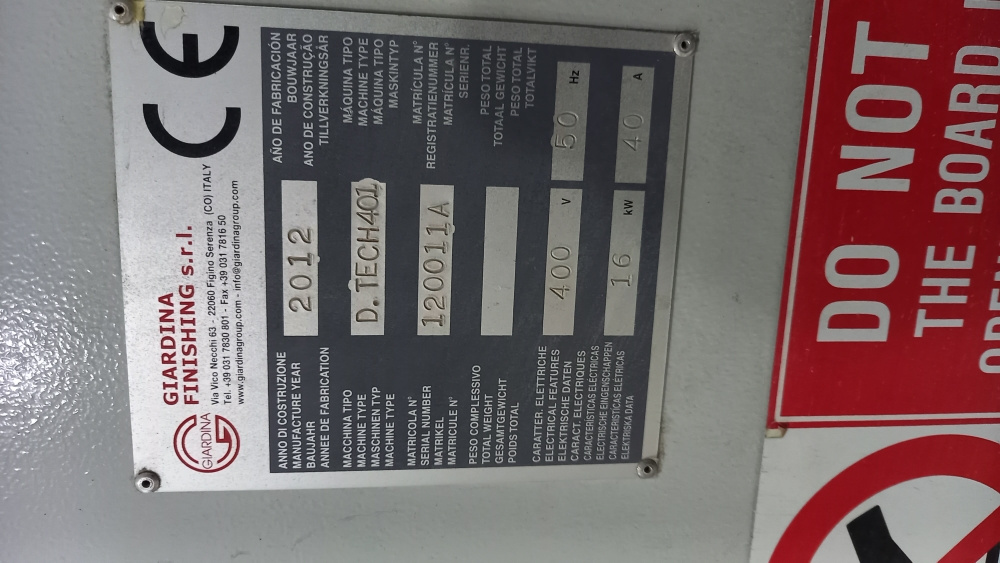 GIARDINA
GIARDINA
FINISHING s.r.l.
Via Vico Necchi 63 - 22060 Figino Serenza (CO) ITALY
Tel. +39 031 7830 801 - Fax +39 031 7816 50
www.giardinagroup.com - info@giardinagroup.com
CE
ANNO DI COSTRUZIONE
MANUFACTURE YEAR
BAUJAHR
ANNEE DE FABRICATION
2012
AÑO DE FABRICACIÓN
BOUWJAAR
ANO DE CONSTRUÇÃO
TILLVERKNINGSÅR
MACCHINA TIPO
MACHINE TYPE
MASCHINEN TYP
MACHINE TYPE
D.TECH401
MÁQUINA TIPO
MACHINE TYPE
MÁQUINA TIPO
MASKINTYP
MATRICOLA N°
SERIAL NUMBER
MATRIKEL
MATRICULE N°
120011A
MATRÍCULA N°
REGISTRATIENUMMER
MATRÍCULA N°
SERIENR.
PESO COMPLESSIVO
TOTAL WEIGHT
GESAMTGEWICHT
POIDS TOTAL
PESO TOTAL
TOTAAL GEWICHT
PESO TOTAL
TOTALVIKT
CARATTER. ELETTRICHE
ELECTRICAL FEATURES
ELEKTRISCHE DATEN
CARACT. ELECTRIQUES
CARACTERÍSTICAS ELÉCTRICAS
ELEKTRISCHE EINGENSCHAPPEN
CARACTERISTICAS ELÉTRICAS
ELEKTRISKA DATA
400 V 50 Hz
16 kW 40 A
DO NOT
THE BOARD